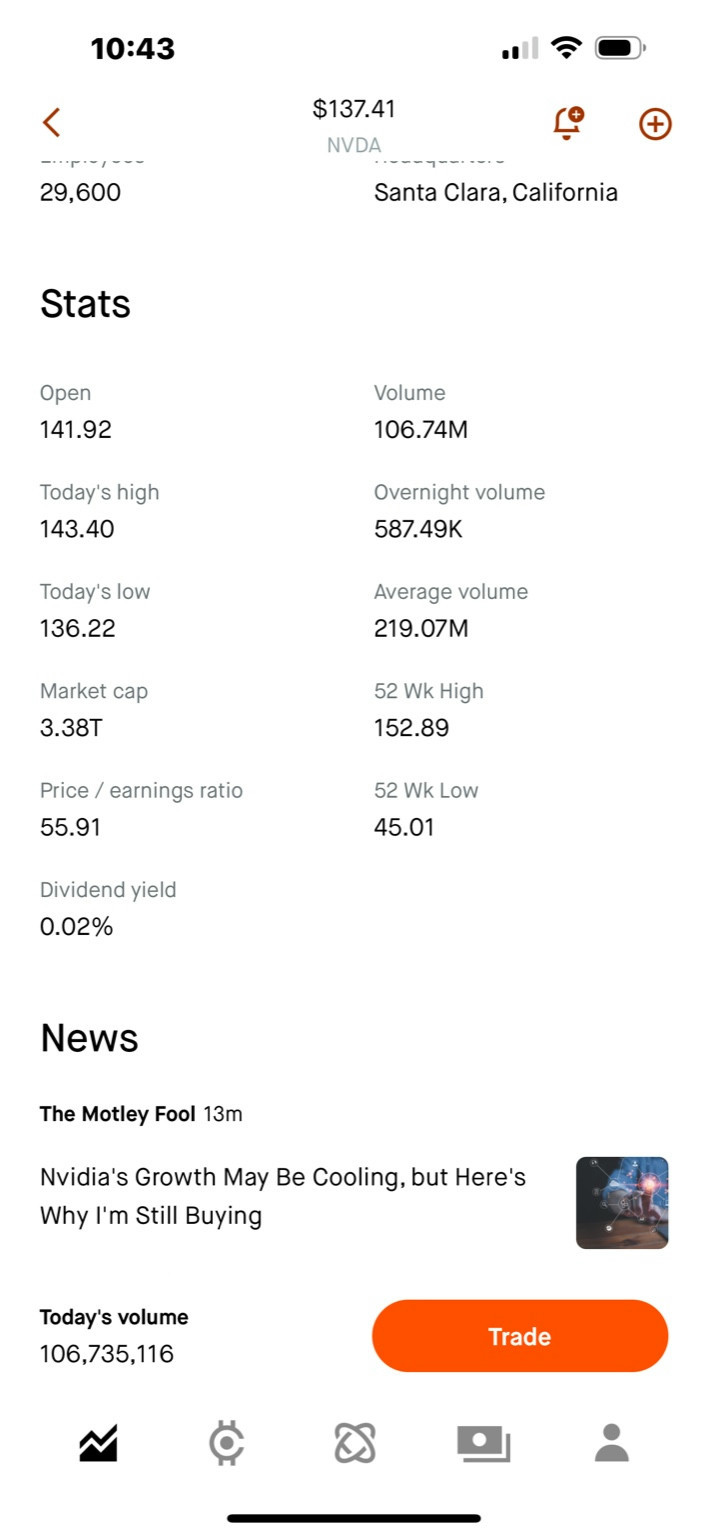 10:43
$137.41
NVDA
Employees
Headquarters
29,600
Santa Clara, California
Stats
Open
Volume
141.92
106.74M
Today's high
Overnight volume
143.40
587.49K
Today's low
Average volume
136.22
219.07M
Market cap
52 Wk High
3.38T
152.89
Price / earnings ratio
52 Wk Low
55.91
45.01
Dividend yield
0.02%
News
The Motley Fool 13m
Nvidia's Growth May Be Cooling, but Here's
Why I'm Still Buying
Today's volume
106,735,116
Trade